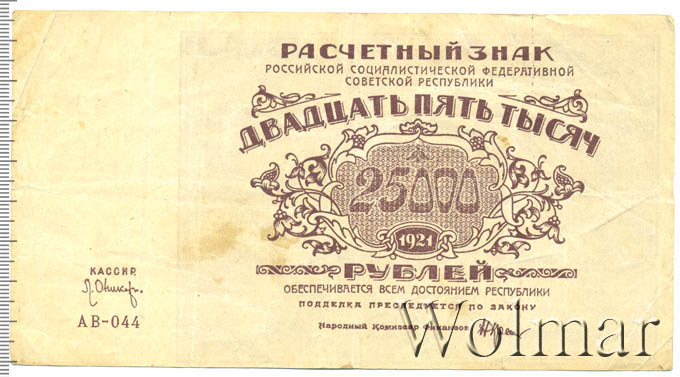 РАСЧЕТНЫЙ ЗНАК
РОССИЙСКОЙ СОЦИАЛИСТИЧЕСКОЙ ФЕДЕРАТИВНОЙ
СОВЕТСКОЙ РЕСПУБЛИКИ
ДВАДЦАТЬ ПЯТЬ ТЫСЯЧ
25000
1921
РУБЛЕЙ
ОБЕСПЕЧИВАЕТСЯ ВСЕМ ДОСТОЯНИЕМ РЕСПУБЛИКИ
ПОДДЕЛКА ПРЕСЛЕДУЕТСЯ ПО ЗАКОНУ
Народный Комиссар Финансов
КАССИР
АВ-044
Wolmar